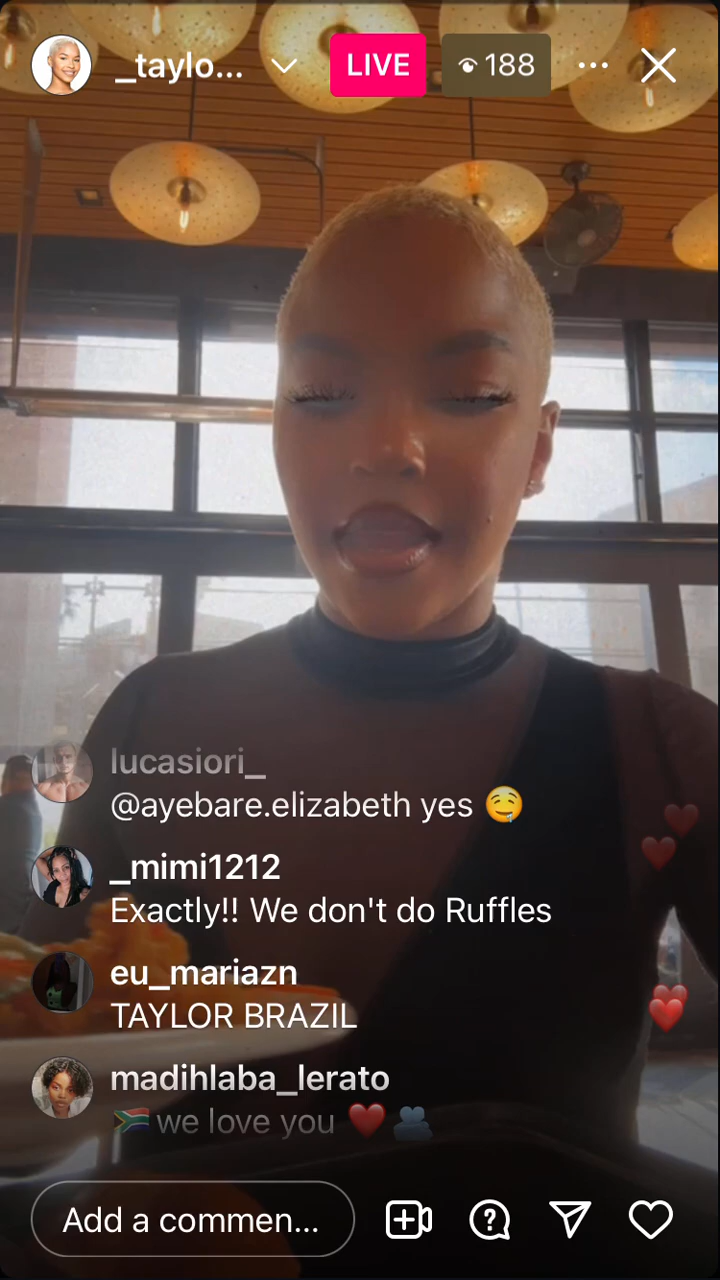 _taylo...
LIVE
188
lucasiori_
@ayebare.elizabeth yes 🤤
_mimi1212
Exactly!! We don't do Ruffles
eu_mariazn
TAYLOR BRAZIL
madihlaba_lerato
🇿🇦we love you ❤️🫂
Add a commen...